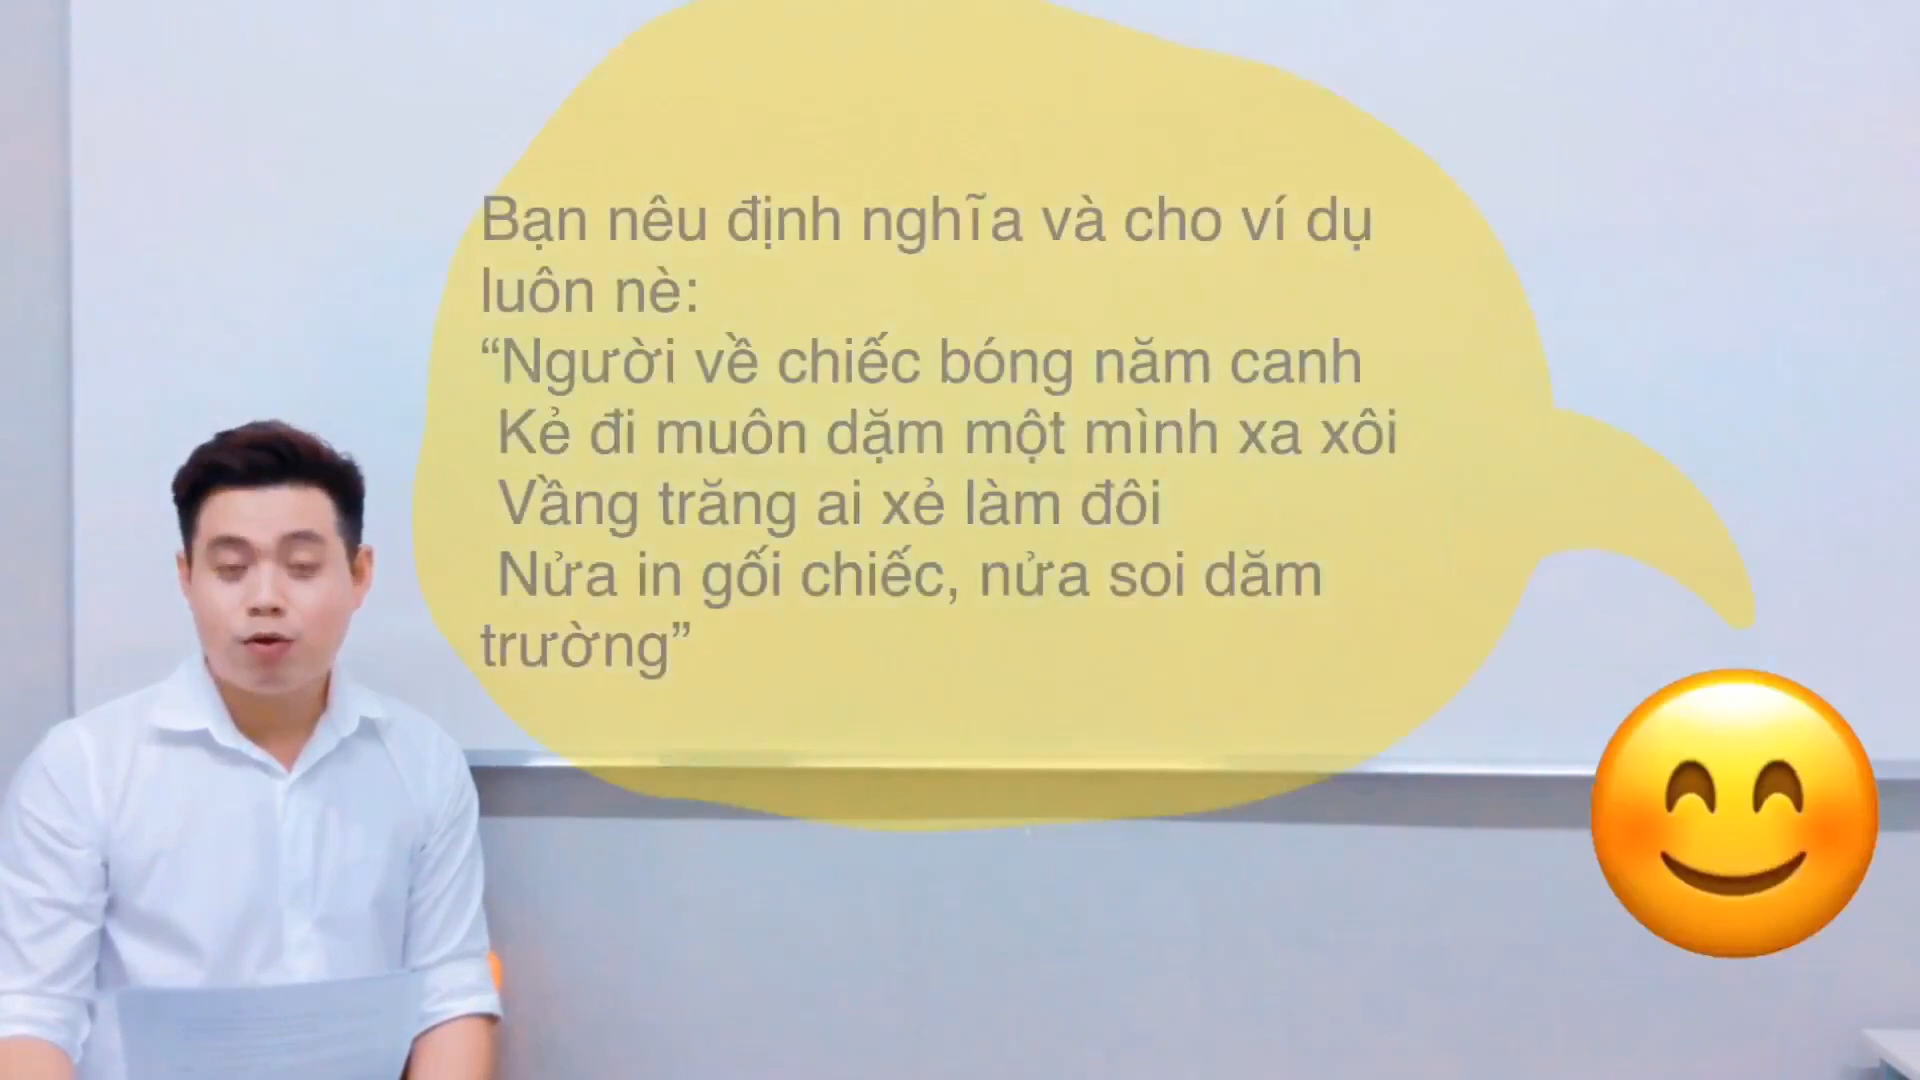 Bạn nêu định nghĩa và cho ví dụ
luôn nè:
“Người về chiếc bóng năm canh
Kẻ đi muôn dặm một mình xa xôi
Vầng trăng ai xẻ làm đôi
Nửa in gối chiếc, nửa soi dăm
trường”